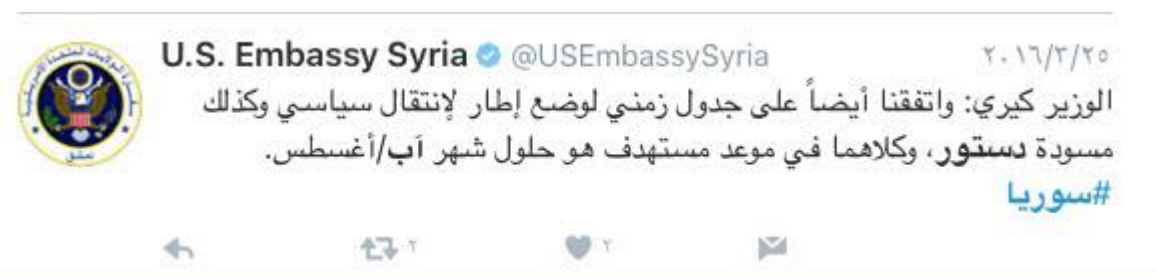 U.S. Embassy Syria @USEmbassySyria ٢٠١٦/٣/٢٥
الوزير كيري: واتفقنا أيضاً على جدول زمني لوضع إطار لإنتقال سياسي وكذلك
مسودة دستور، وكلاهما في موعد مستهدف هو حلول شهر آب/أغسطس.
#سوريا
٢ ٢